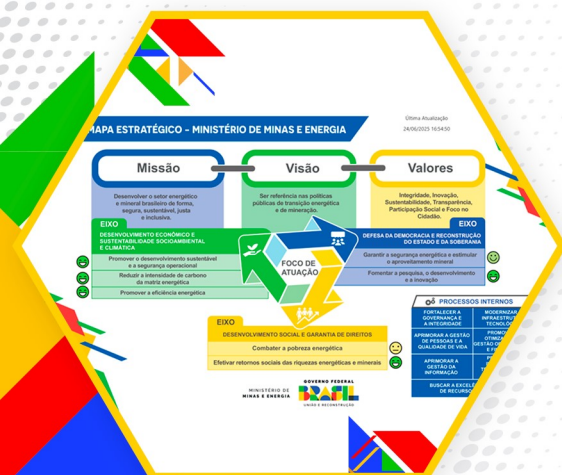 Última Atualização
24/06/2025 16:54:50
MAPA ESTRATÉGICO - MINISTÉRIO DE MINAS E ENERGIA
Missão
Visão
Valores
Desenvolver o setor energético
e mineral brasileiro de forma,
segura, sustentável, justa
e inclusiva.
Ser referência nas políticas
públicas de transição energética
e da mineração.
Integridade, Inovação,
Sustentabilidade, Transparência,
Participação Social e Foco no
Cidadão.
EIXO
DESENVOLVIMENTO ECONÔMICO E
SUSTENTABILIDADE SOCIOAMBIENTAL
E CLIMÁTICA
Promover o desenvolvimento sustentável
e a segurança operacional
Reduzir a intensidade de carbono
da matriz energética
Promover a eficiência energética
FOCO DE
ATUAÇÃO
EIXO
DEFESA DA DEMOCRACIA E RECONSTRUÇÃO
DO ESTADO E DA SOBERANIA
Garantir a segurança energética e estimular
o aproveitamento mineral
Fomentar a pesquisa, o desenvolvimento
e a inovação
EIXO
DESENVOLVIMENTO SOCIAL E GARANTIA DE DIREITOS
Combater a pobreza energética
Efetivar retornos sociais das riquezas energéticas e minerais
PROCESSOS INTERNOS
FORTALECER A
GOVERNANÇA E
A INTEGRIDADE
MODERNIZAR
APRIMORAR A GESTÃO
DE PESSOAS E A
QUALIDADE DE VIDA
APRIMORAR A
GESTÃO DA
INFORMAÇÃO
BUSCAR A
DE
MINISTÉRIO DE
MINAS E ENERGIA
GOVERNO FEDERAL
BRASIL
UNIÃO E RECONSTRUÇÃO